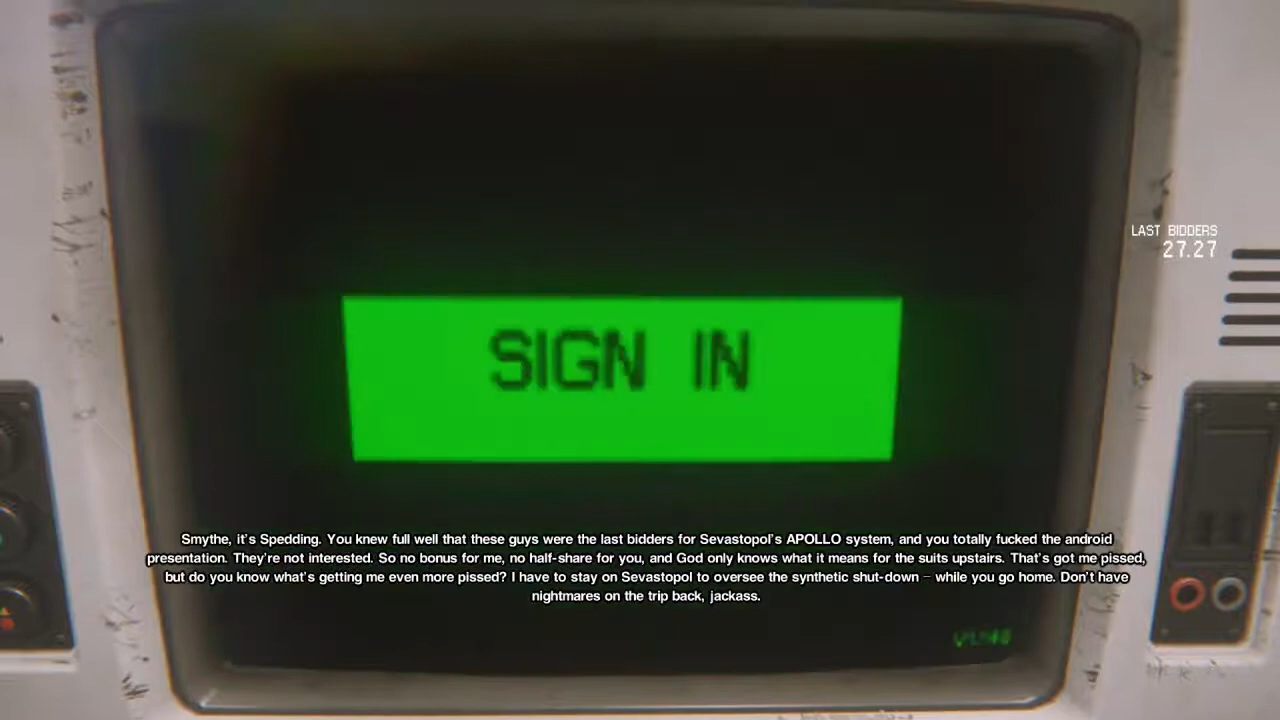 LAST BIDDERS
27.27
SIGN IN
Smythe, it's Spedding. You knew full well that these guys were the last bidders for Sevastopol's APOLLO system, and you totally fucked the android
presentation. They're not interested. So no bonus for me, no half-share for you, and God only knows what it means for the suits upstairs. That's got me pissed,
but do you know what's getting me even more pissed? I have to stay on Sevastopol to oversee the synthetic shut-down – while you go home. Don't have
nightmares on the trip back, jackass.